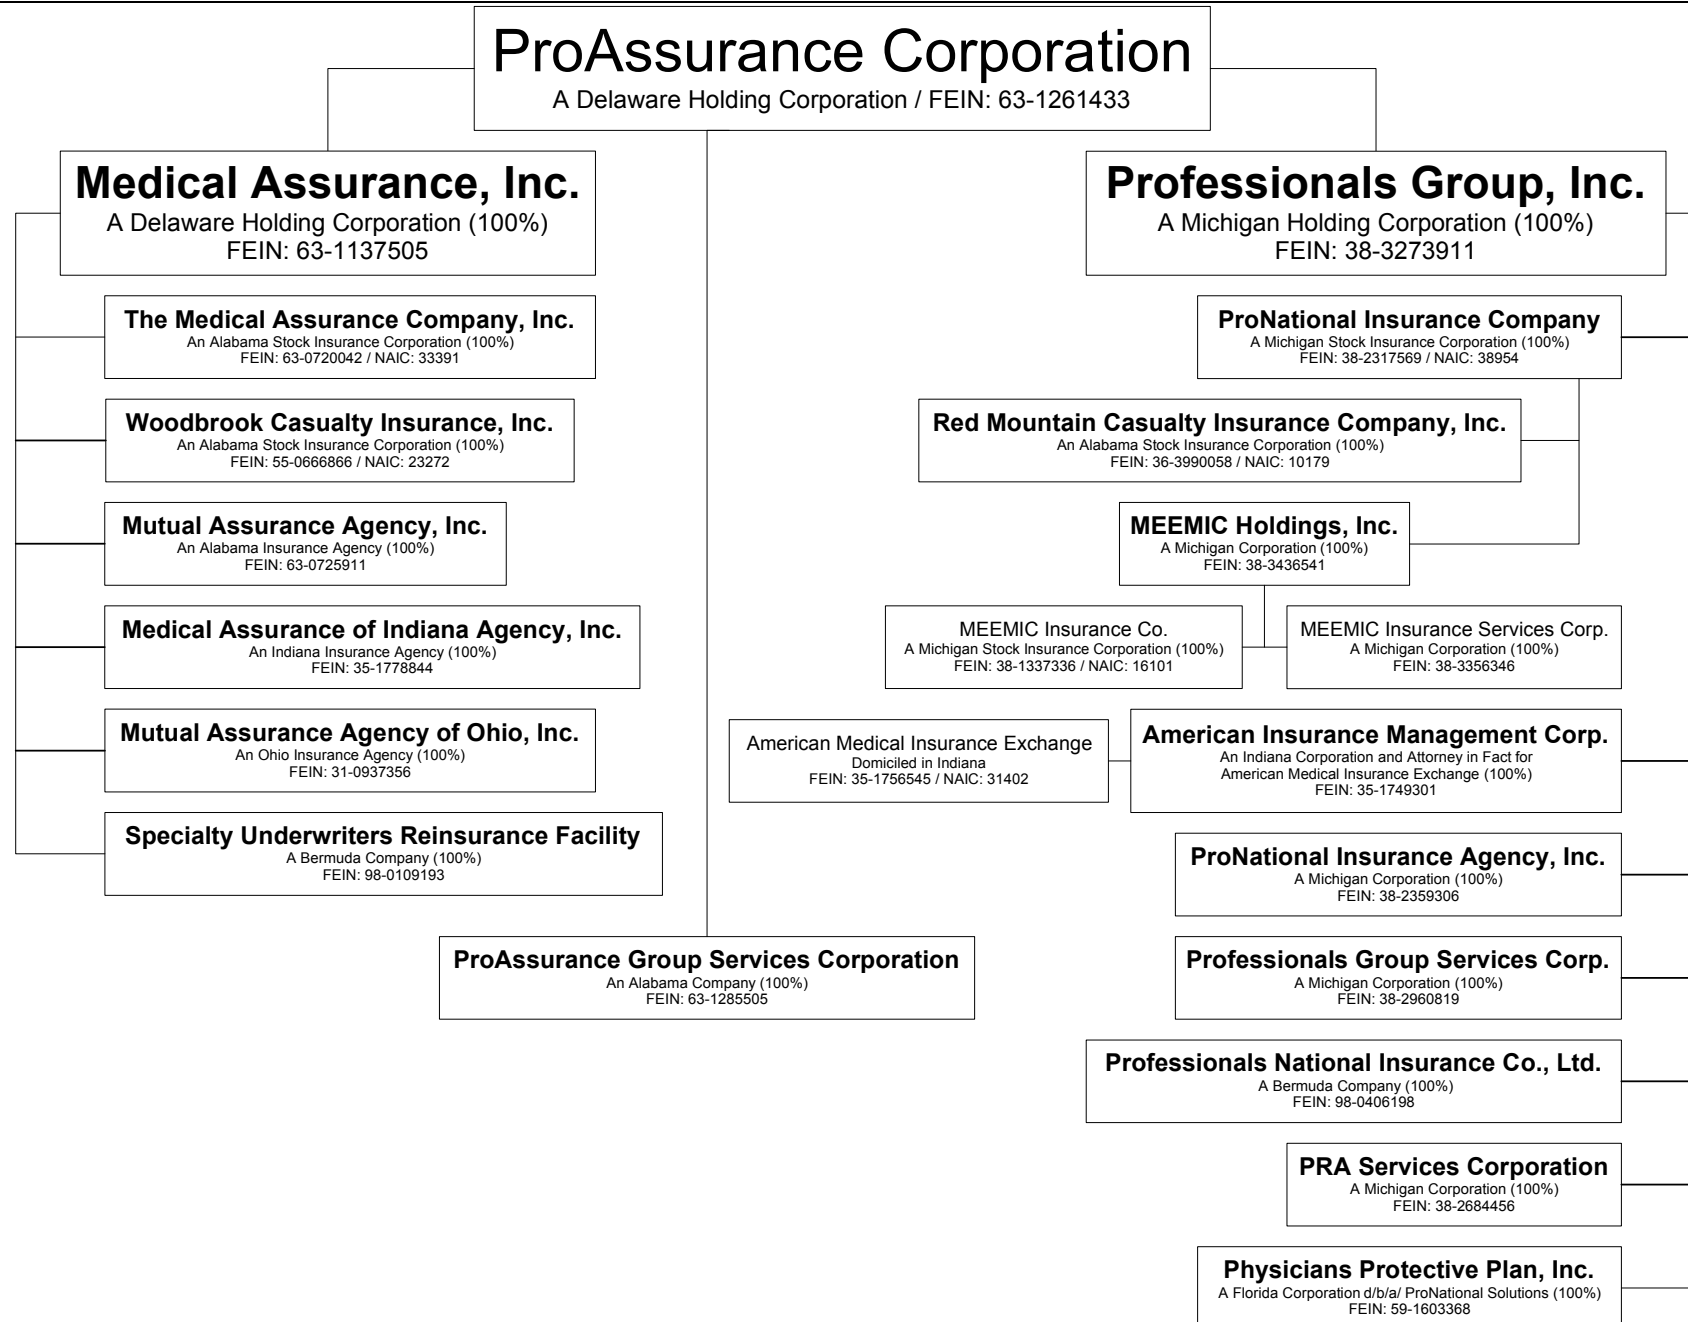 ProAssurance Corporation
A Delaware Holding Corporation / FEIN: 63-1261433
Medical Assurance, Inc.
A Delaware Holding Corporation (100%)
FEIN: 63-1137505
The Medical Assurance Company, Inc.
An Alabama Stock Insurance Corporation (100%)
FEIN: 63-0720042 / NAIC: 33391
Woodbrook Casualty Insurance, Inc.
An Alabama Stock Insurance Corporation (100%)
FEIN: 55-0666866 / NAIC: 23272
Mutual Assurance Agency, Inc.
An Alabama Insurance Agency (100%)
FEIN: 63-0725911
Medical Assurance of Indiana Agency, Inc.
An Indiana Insurance Agency (100%)
FEIN: 35-1778844
Mutual Assurance Agency of Ohio, Inc.
An Ohio Insurance Agency (100%)
FEIN: 31-0937356
Specialty Underwriters Reinsurance Facility
A Bermuda Company (100%)
FEIN: 98-0109193
ProAssurance Group Services Corporation
An Alabama Company (100%)
FEIN: 63-1285505
Professionals Group, Inc.
A Michigan Holding Corporation (100%)
FEIN: 38-3273911
ProNational Insurance Company
A Michigan Stock Insurance Corporation (100%)
FEIN: 38-2317569 / NAIC: 38954
Red Mountain Casualty Insurance Company, Inc.
An Alabama Stock Insurance Corporation (100%)
FEIN: 36-3990058 / NAIC: 10179
MEEMIC Holdings, Inc.
A Michigan Corporation (100%)
FEIN: 38-3436541
MEEMIC Insurance Co.
A Michigan Stock Insurance Corporation (100%)
FEIN: 38-1337336 / NAIC: 16101
MEEMIC Insurance Services Corp.
A Michigan Corporation (100%)
FEIN: 38-3356346
American Medical Insurance Exchange
Domiciled in Indiana
FEIN: 35-1756545 / NAIC: 31402
American Insurance Management Corp.
An Indiana Corporation and Attorney in Fact for
American Medical Insurance Exchange (100%)
FEIN: 35-1749301
ProNational Insurance Agency, Inc.
A Michigan Corporation (100%)
FEIN: 38-2359306
Professionals Group Services Corp.
A Michigan Corporation (100%)
FEIN: 38-2960819
Professionals National Insurance Co., Ltd.
A Bermuda Company (100%)
FEIN: 98-0406198
PRA Services Corporation
A Michigan Corporation (100%)
FEIN: 38-2684456
Physicians Protective Plan, Inc.
A Florida Corporation d/b/a/ ProNational Solutions (100%)
FEIN: 59-1603368